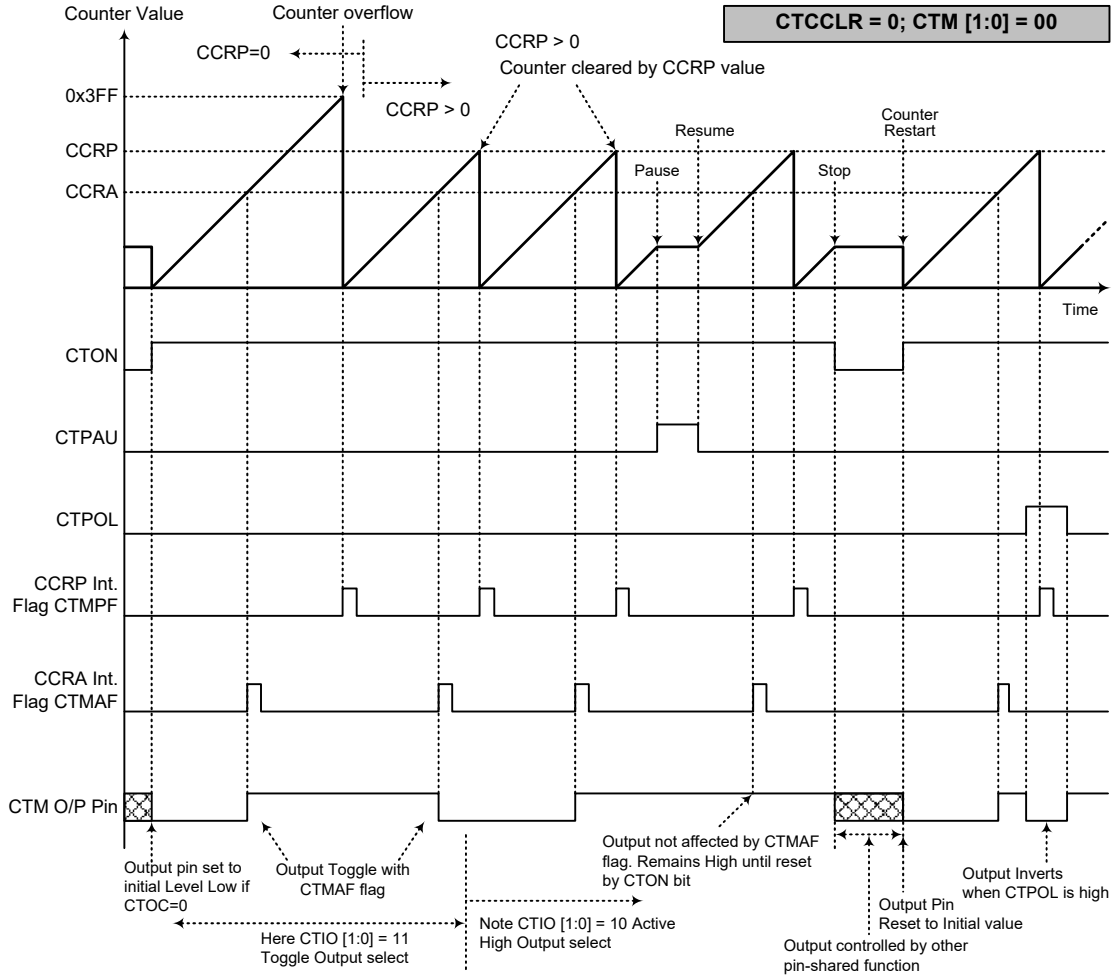 Counter Value
Counter overflow
CTCCLR = 0; CTM [1:0] = 00
CCRP=0
CCRP > 0
CCRP > 0
Counter cleared by CCRP value
0x3FF
CCRP
CCRA
Pause
Resume
Stop
Counter
Restart
Time
CTON
CTPAU
CTPOL
CCRP Int.
Flag CTMPF
CCRA Int.
Flag CTMAF
CTM O/P Pin
Output pin set to
initial Level Low if
CTOC=0
Output Toggle with
CTMAF flag
Here CTIO [1:0] = 11
Toggle Output select
Note CTIO [1:0] = 10 Active
High Output select
Output not affected by CTMAF
flag. Remains High until reset
by CTON bit
Output controlled by other
pin-shared function
Output Pin
Reset to Initial value
Output Inverts
when CTPOL is high